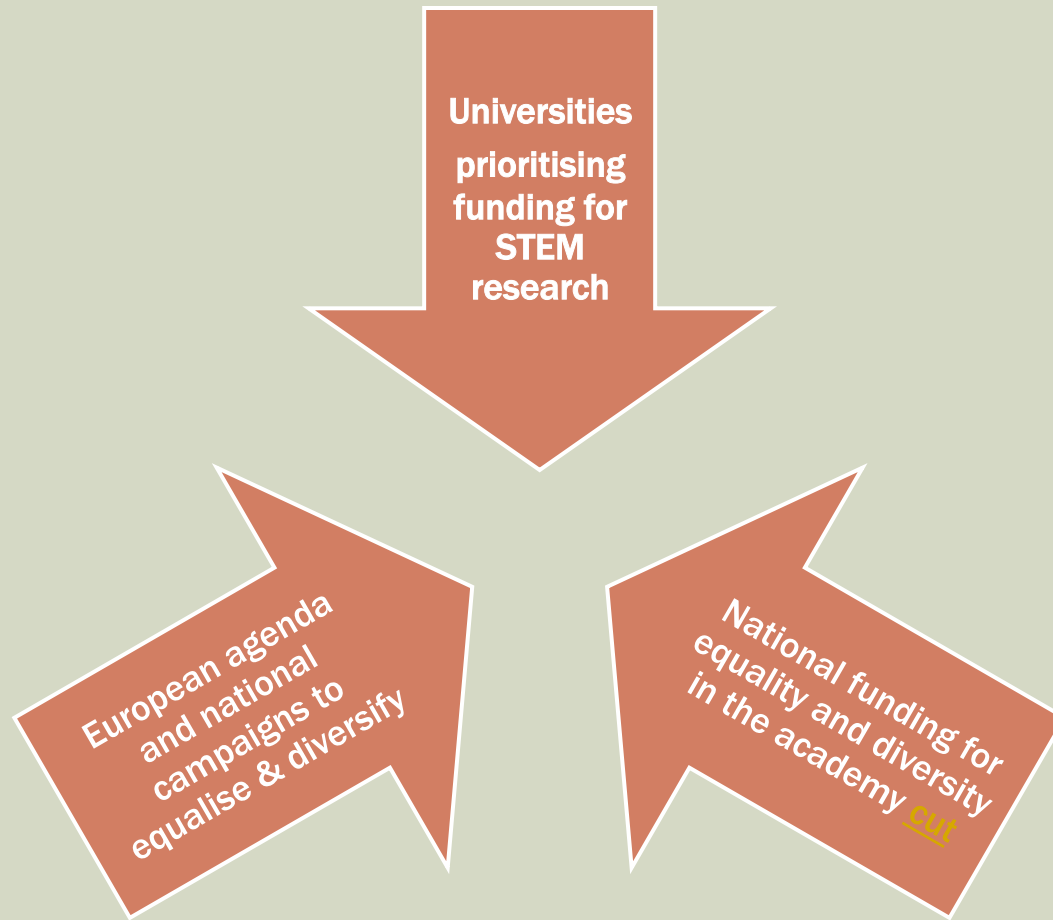 Universities
prioritising
funding for
STEM
research
European agenda
and national
campaigns to
equalise & diversify
National funding for
equality and diversity
in the academy cut